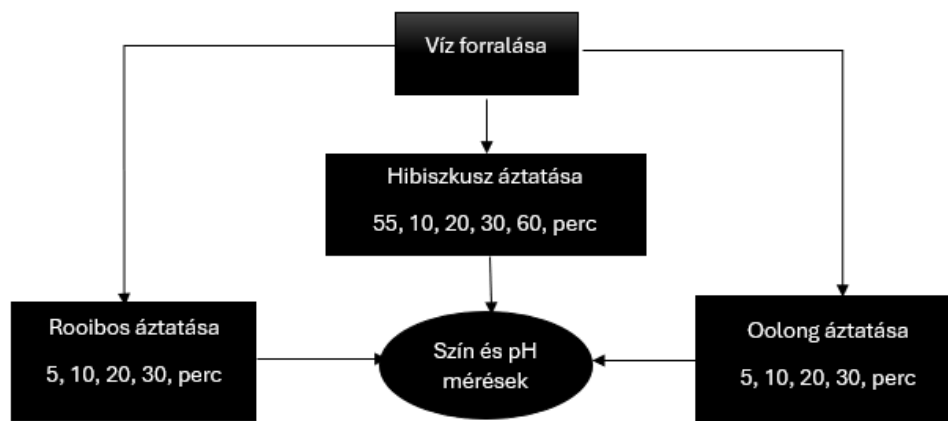 Víz forralása
Hibiszkusz áztatása
55, 10, 20, 30, 60, perc
Rooibos áztatása
5, 10, 20, 30, perc
Szín és pH
mérések
Oolong áztatása
5, 10, 20, 30, perc